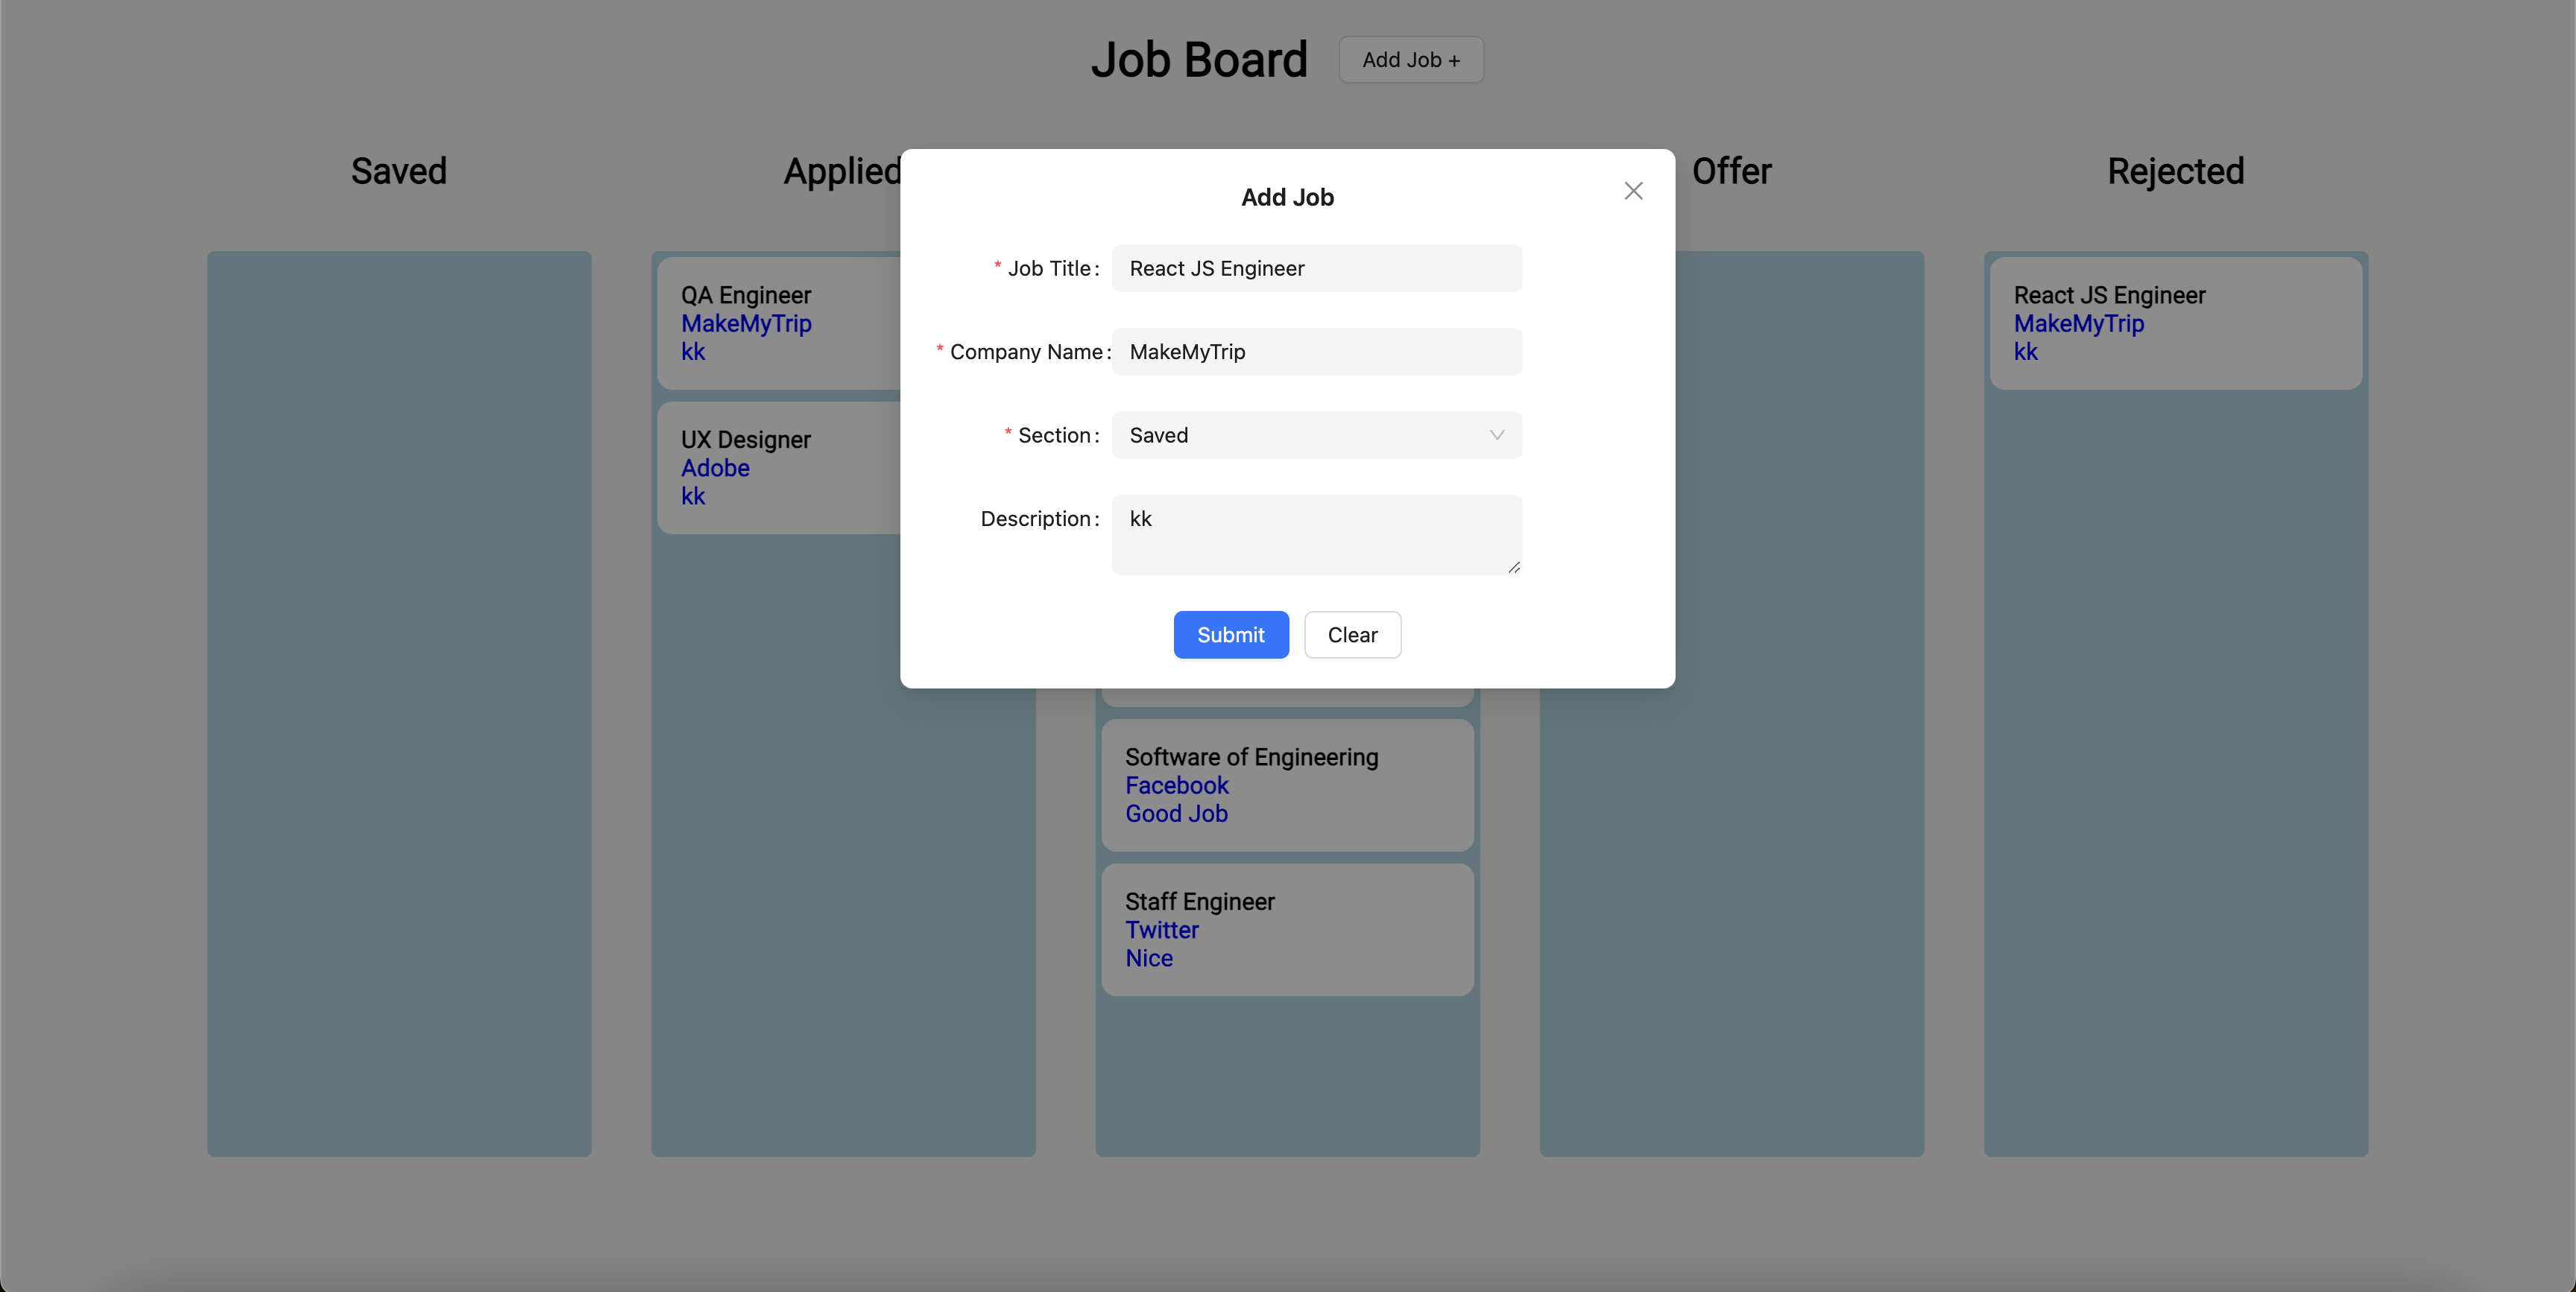 Job Board
Add Job +
Saved
Applied
Offer
Rejected
Add Job
* Job Title: React JS Engineer
* Company Name: MakeMyTrip
* Section: Saved
Description: kk
Submit
Clear
QA Engineer
MakeMyTrip
kk
UX Designer
Adobe
kk
Software of Engineering
Facebook
Good Job
Staff Engineer
Twitter
Nice
React JS Engineer
MakeMyTrip
kk